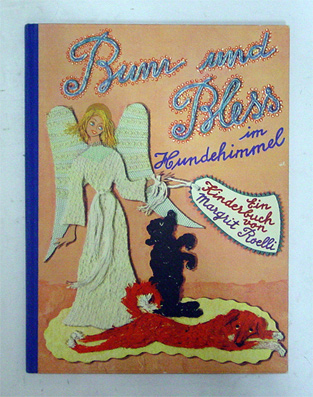 Bum und
Bless
im
Hundehimmel
Ein
Kinderbuch
von
Margrit Roelli